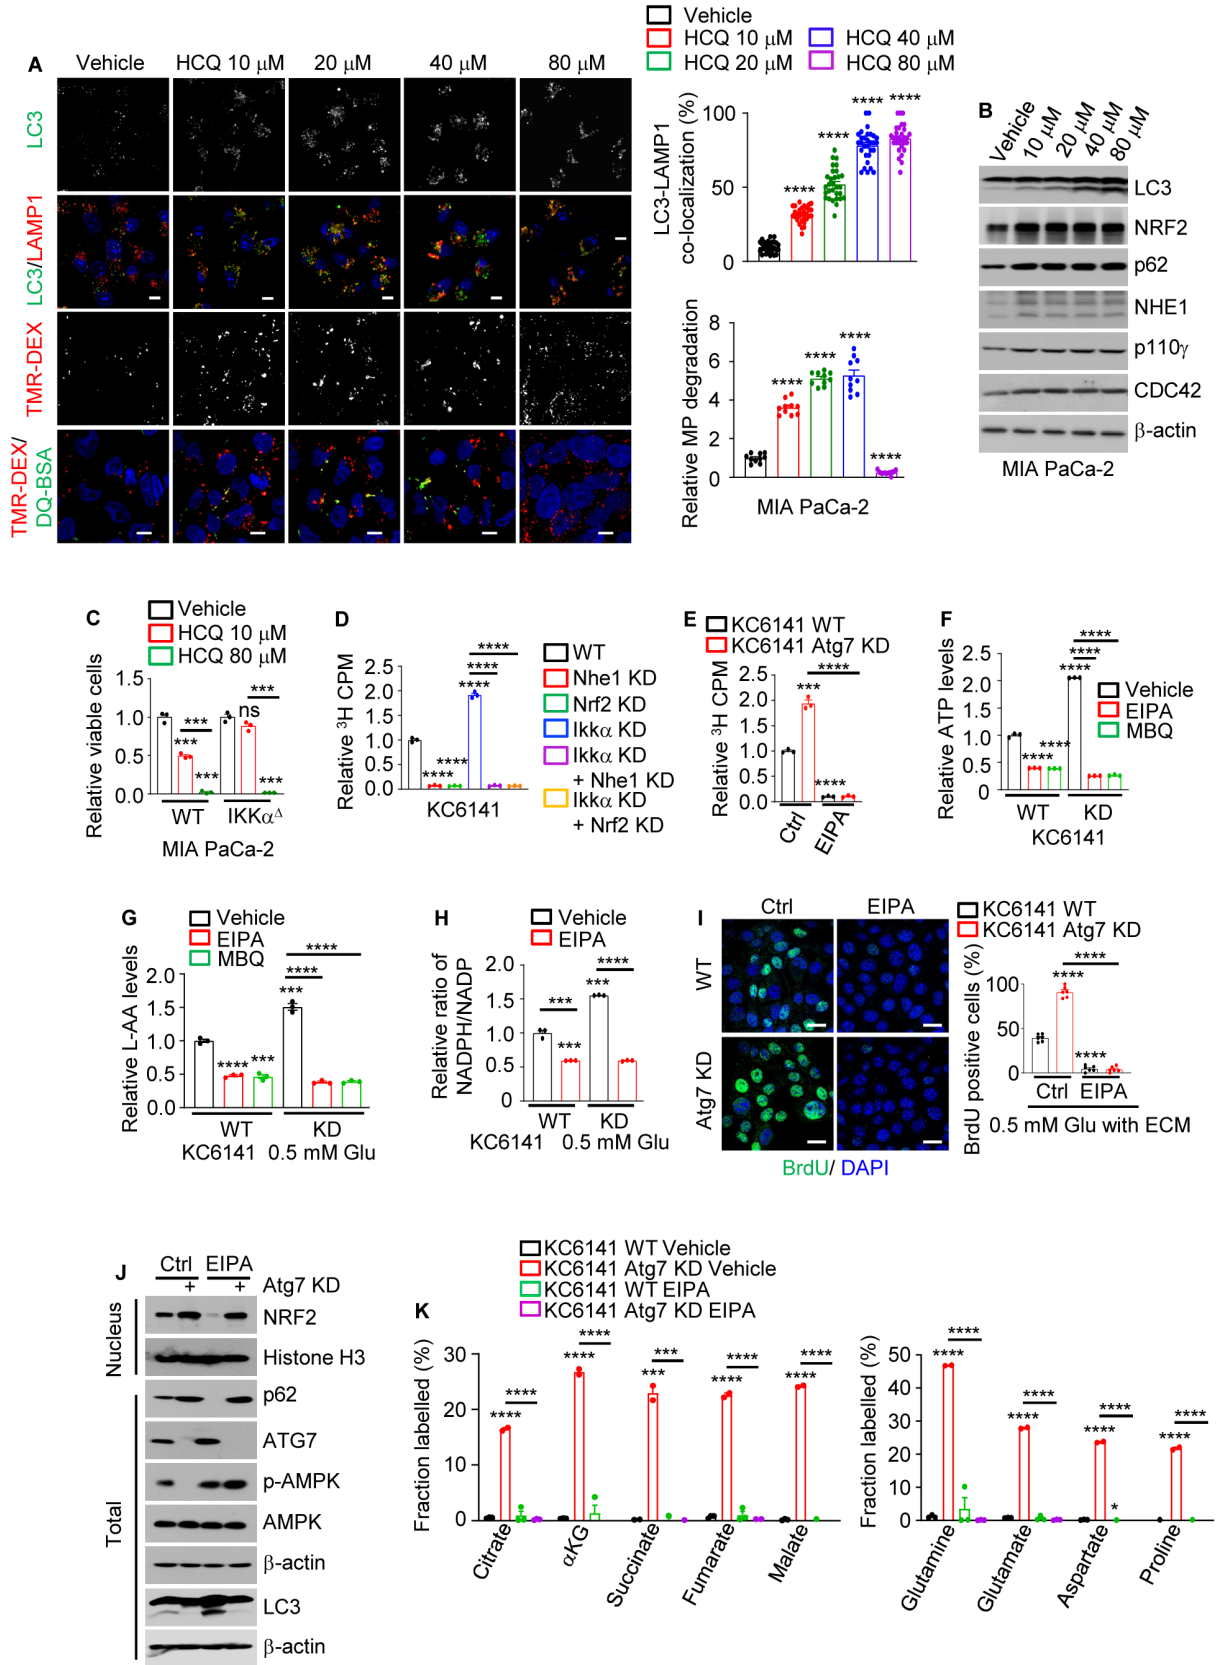 A
Vehicle HCQ 10 μM 20 μM 40 μM 80 μM
LC3
LC3/LAMP1
TMR-DEX
TMR-DEX/
DQ-BSA
Vehicle
HCQ 10 μM HCQ 40 μM
HCQ 20 μM HCQ 80 μM
LC3-LAMP1
co-localization (%)
100
50
0
**** **** **** ****
Relative MP degradation
8
6
4
2
0
**** **** **** ****
MIA PaCa-2
B
Vehicle 10 μM 20 μM 40 μM 80 μM
LC3
NRF2
p62
NHE1
p110γ
CDC42
β-actin
MIA PaCa-2
C
Vehicle
HCQ 10 μM
HCQ 80 μM
Relative viable cells
1.5
1.0
0.5
0.0
*** *** *** *** ns ***
WT IKKαΔ
MIA PaCa-2
D
WT
Nhe1 KD
Nrf2 KD
Ikkα KD
Ikkα KD
+ Nhe1 KD
Ikkα KD
+ Nrf2 KD
Relative 3H CPM
2.5
2.0
1.5
1.0
0.5
0.0
**** **** **** **** ****
KC6141
E
KC6141 WT
KC6141 Atg7 KD
Relative 3H CPM
2.5
2.0
1.5
1.0
0.5
0.0
**** *** ****
Ctrl EIPA
F
Vehicle
EIPA
MBQ
Relative ATP levels
2.5
2.0
1.5
1.0
0.5
0
**** **** **** **** ****
WT KD
KC6141
G
Vehicle
EIPA
MBQ
Relative L-AA levels
2.0
1.5
1.0
0.5
0.0
**** *** *** **** ****
WT KD
KC6141 0.5 mM Glu
H
Vehicle
EIPA
Relative ratio of
NADPH/NADP
2.0
1.5
1.0
0.5
0
*** *** *** ****
WT KD
KC6141 0.5 mM Glu
I
Ctrl EIPA
WT
Atg7 KD
BrdU/ DAPI
KC6141 WT
KC6141 Atg7 KD
BrdU positive cells (%)
100
50
0
**** **** ****
Ctrl EIPA
0.5 mM Glu with ECM
J
Ctrl EIPA
+ + Atg7 KD
Nucleus
NRF2
Histone H3
Total
p62
ATG7
p-AMPK
AMPK
β-actin
LC3
β-actin
K
KC6141 WT Vehicle
KC6141 Atg7 KD Vehicle
KC6141 WT EIPA
KC6141 Atg7 KD EIPA
Fraction labelled (%)
30
20
10
0
**** **** **** **** *** *** **** **** **** ****
Citrate αKG Succinate Fumarate Malate
Fraction labelled (%)
50
40
30
20
10
0
**** **** **** **** **** **** * **** ****
Glutamine Glutamate Aspartate Proline